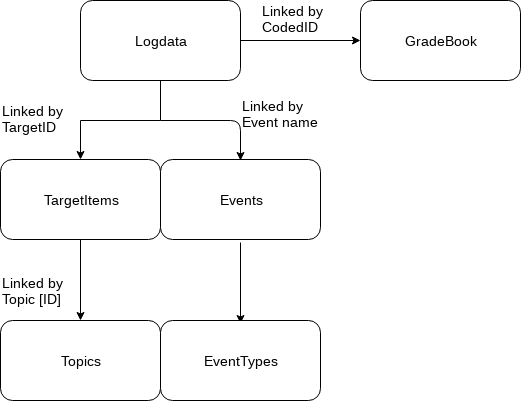 Linked by
CodedID
Logdata
GradeBook
Linked by
TargetID
Linked by
Event name
TargetItems
Events
Linked by
Topic [ID]
Topics
EventTypes